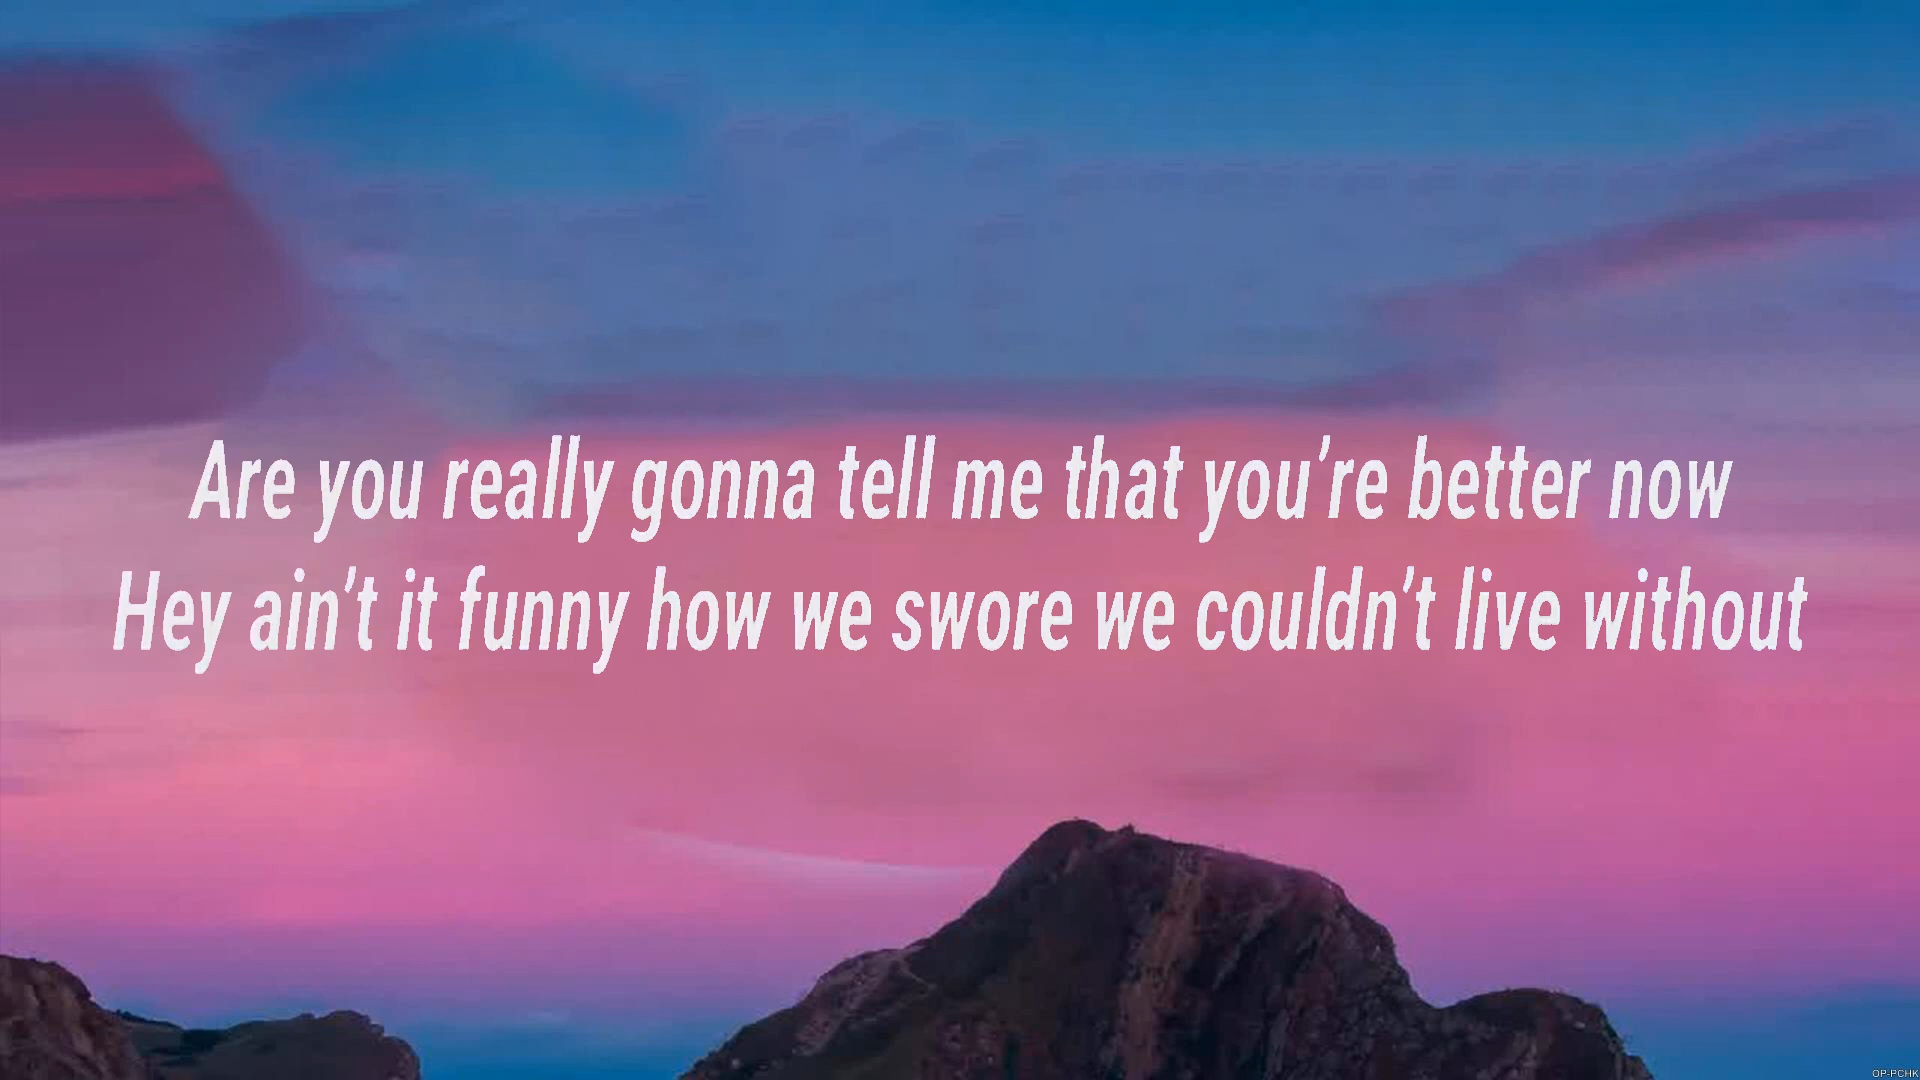 Are you really gonna tell me that you’re better now
Hey ain’t it funny how we swore we couldn’t live without
OP-PCHK